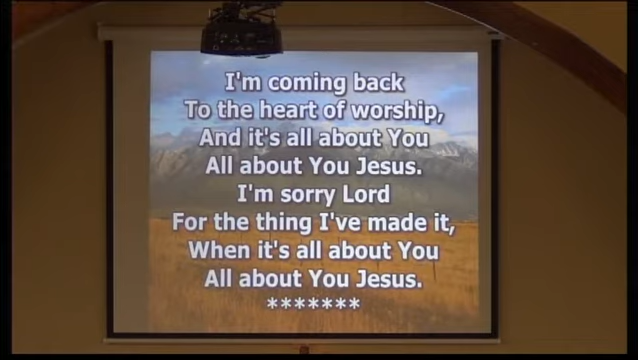 I'm coming back
To the heart of worship,
And it's all about You
All about You Jesus.
I'm sorry Lord
For the thing I've made it,
When it's all about You
All about You Jesus.
*******